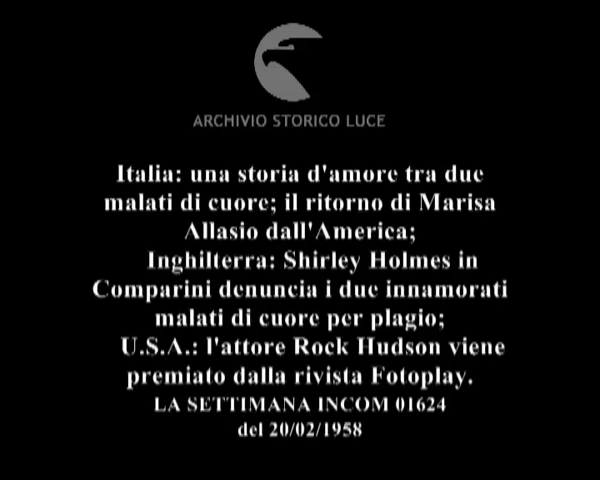 ARCHIVIO STORICO LUCE
Italia: una storia d'amore tra due
malati di cuore; il ritorno di Marisa
Allasio dall'America;
Inghilterra: Shirley Holmes in
Comparini denuncia i due innamorati
malati di cuore per plagio;
U.S.A.: l'attore Rock Hudson viene
premiato dalla rivista Fotoplay.
LA SETTIMANA INCOM 01624
del 20/02/1958